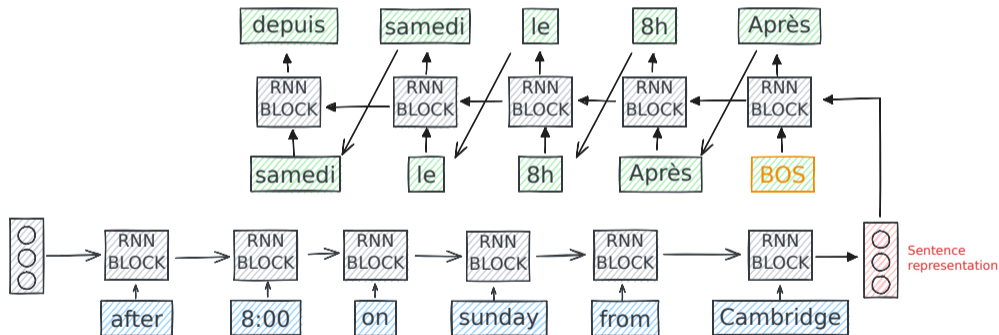 depuis samedi le 8h Après
RNN BLOCK RNN BLOCK RNN BLOCK RNN BLOCK RNN BLOCK
samedi le 8h Après BOS
RNN BLOCK RNN BLOCK RNN BLOCK RNN BLOCK RNN BLOCK RNN BLOCK
Sentence
representation
after 8:00 on sunday from Cambridge